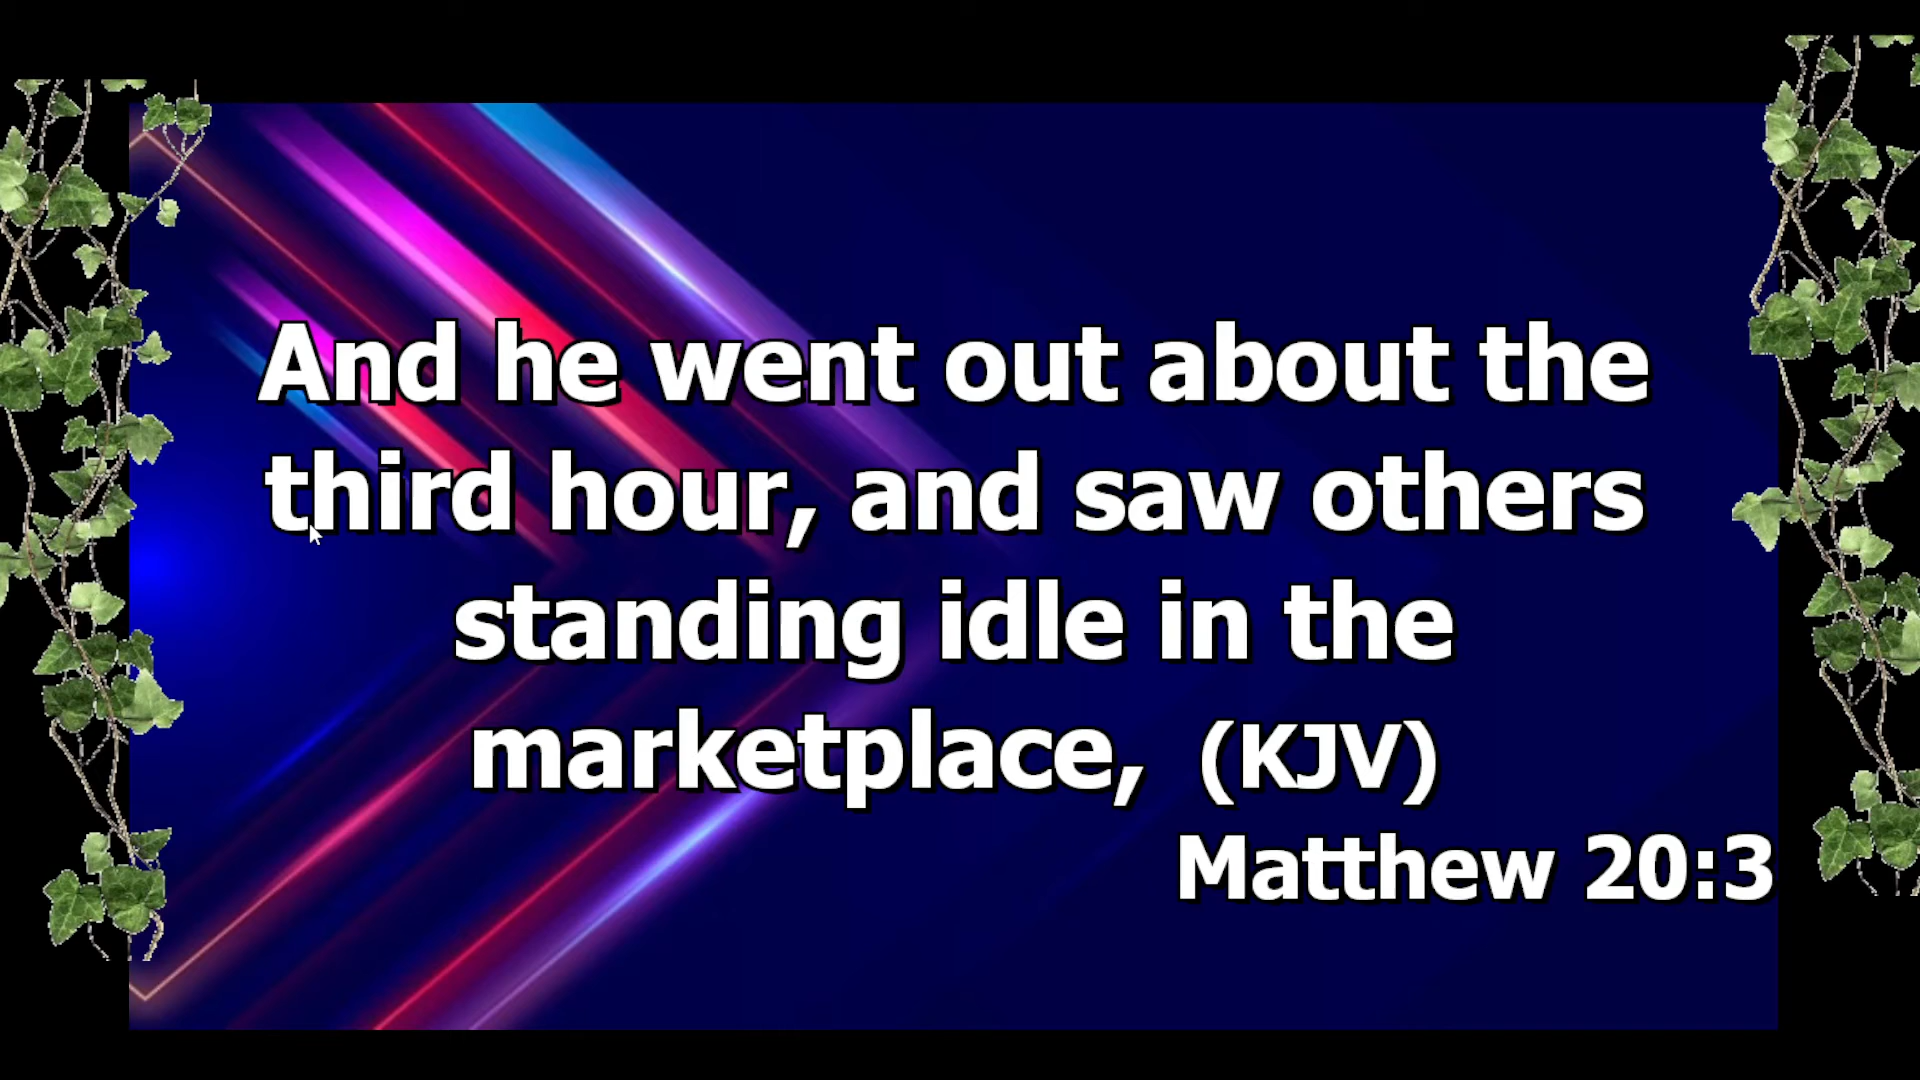 And he went out about the
third hour, and saw others
standing idle in the
marketplace, (KJV)
Matthew 20:3